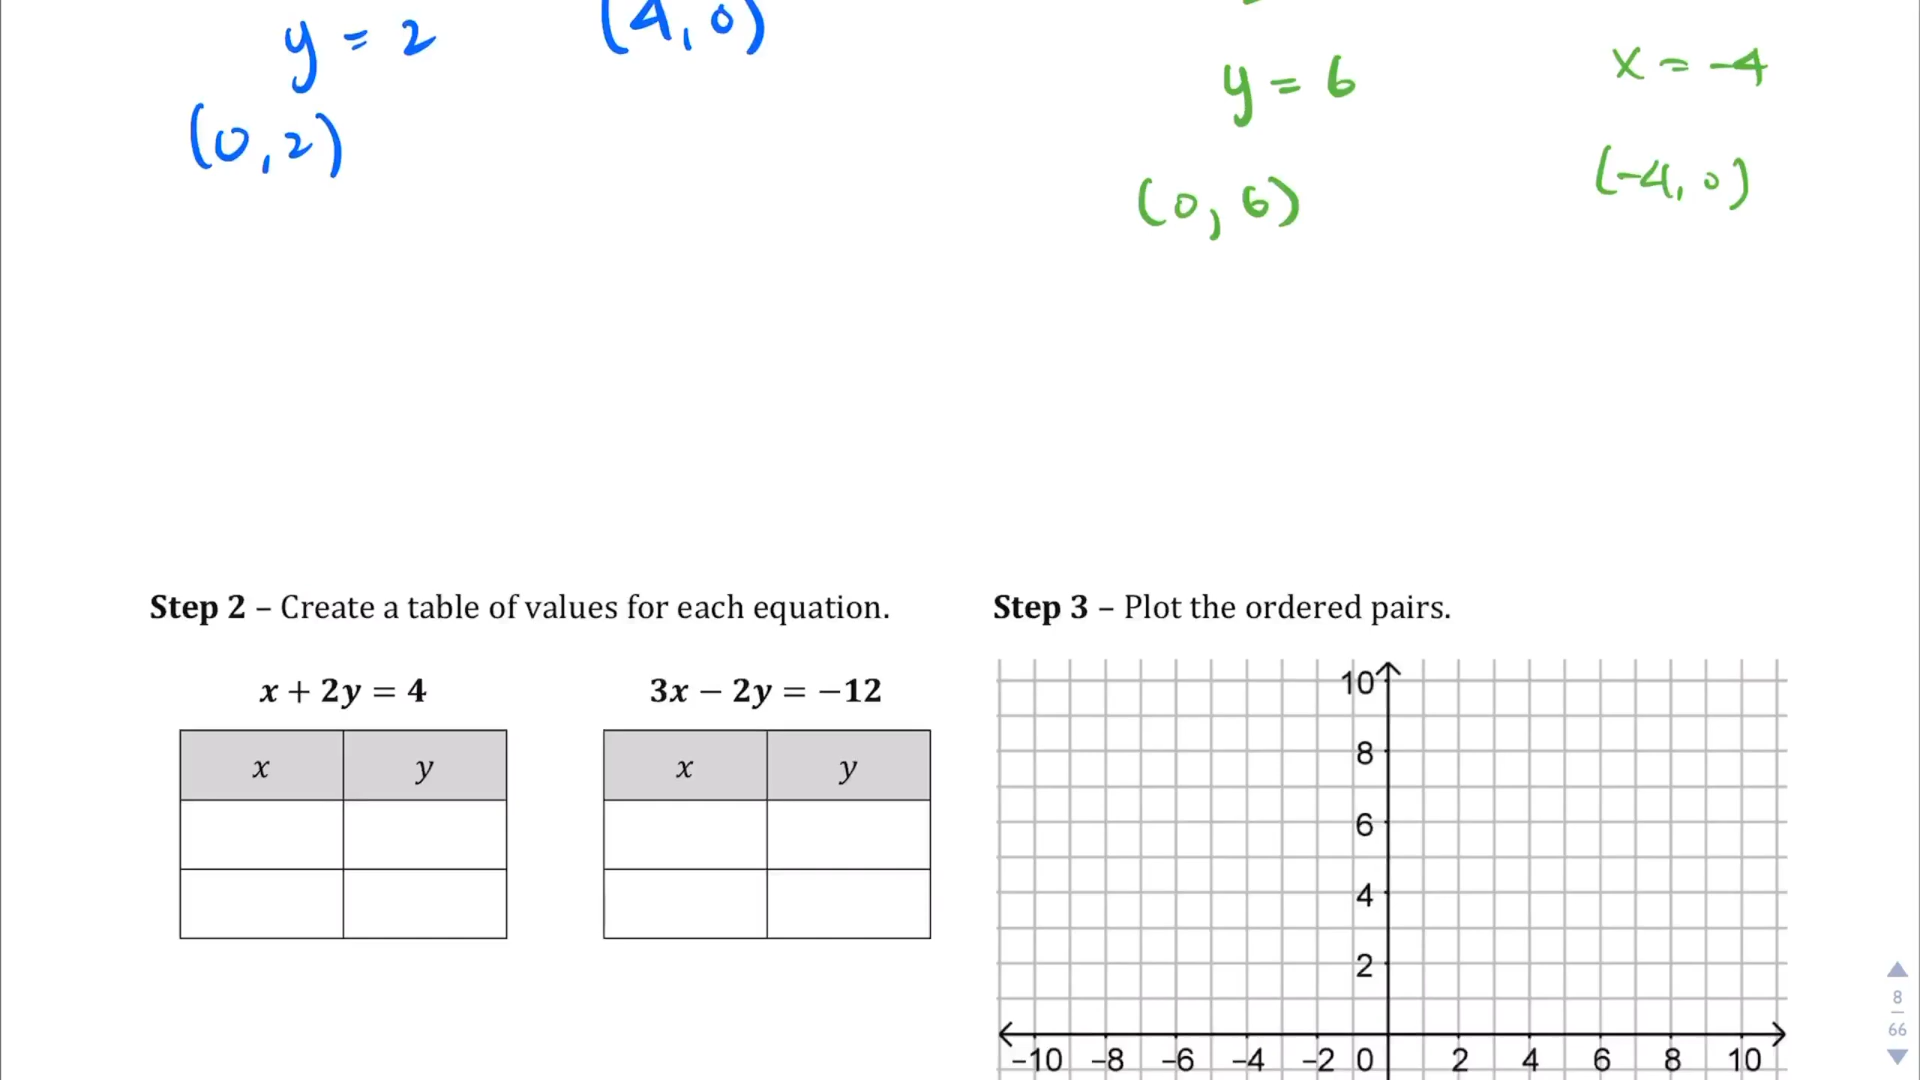 y = 2
(4, 0)
(0, 2)
y = 6
x = -4
(0, 6)
(-4, 0)
Step 2 – Create a table of values for each equation.
x + 2y = 4
3x − 2y = −12
x y
x y
Step 3 – Plot the ordered pairs.
10
8
6
4
2
−10 −8 −6 −4 −2 0 2 4 6 8 10
8
66